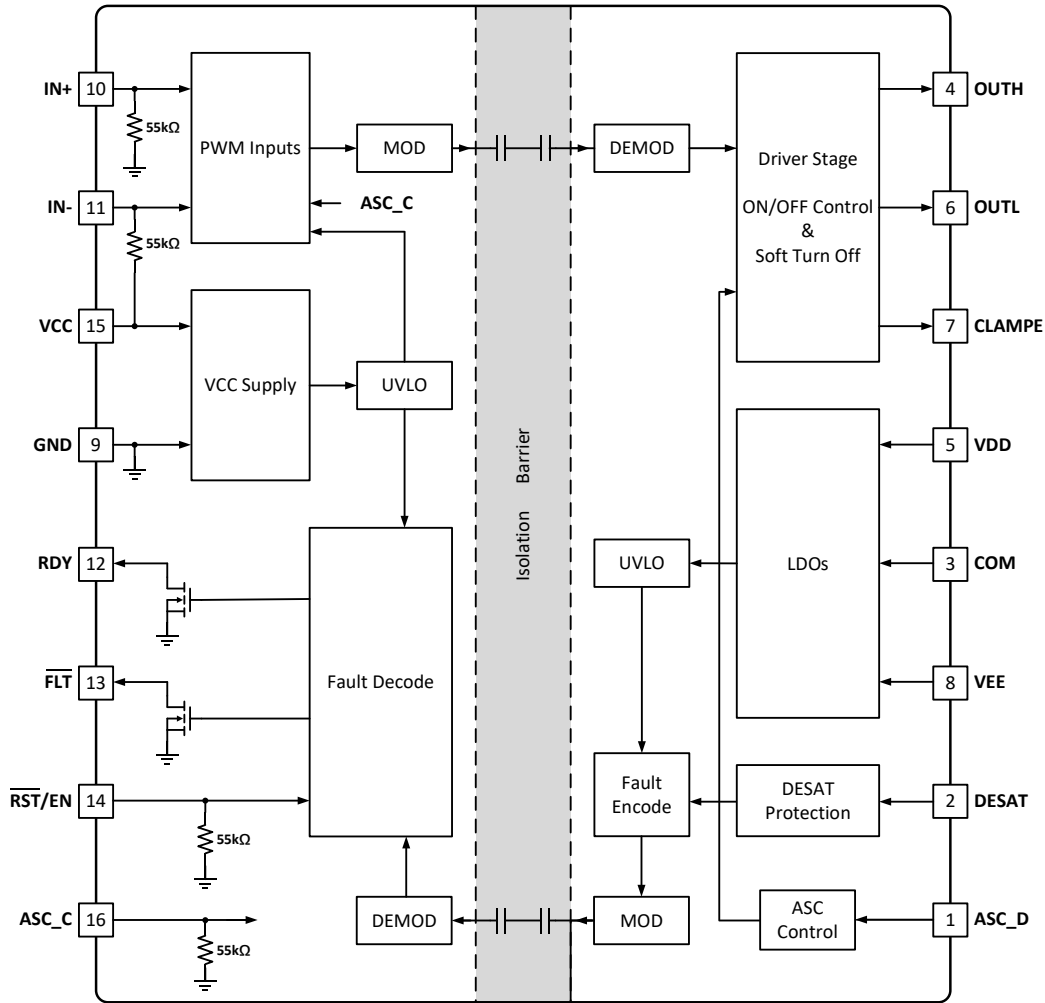 IN+ 10
55kΩ
PWM Inputs
MOD
DEMOD
Driver Stage
ON/OFF Control
&
Soft Turn Off
4 OUTH
IN- 11
55kΩ
ASC_C
6 OUTL
VCC 15
VCC Supply
UVLO
7 CLAMPE
GND 9
Isolation Barrier
LDOs
5 VDD
RDY 12
UVLO
3 COM
FLT 13
Fault Decode
8 VEE
RST/EN 14
55kΩ
Fault
Encode
DESAT
Protection
2 DESAT
ASC_C 16
55kΩ
DEMOD
MOD
ASC
Control
1 ASC_D